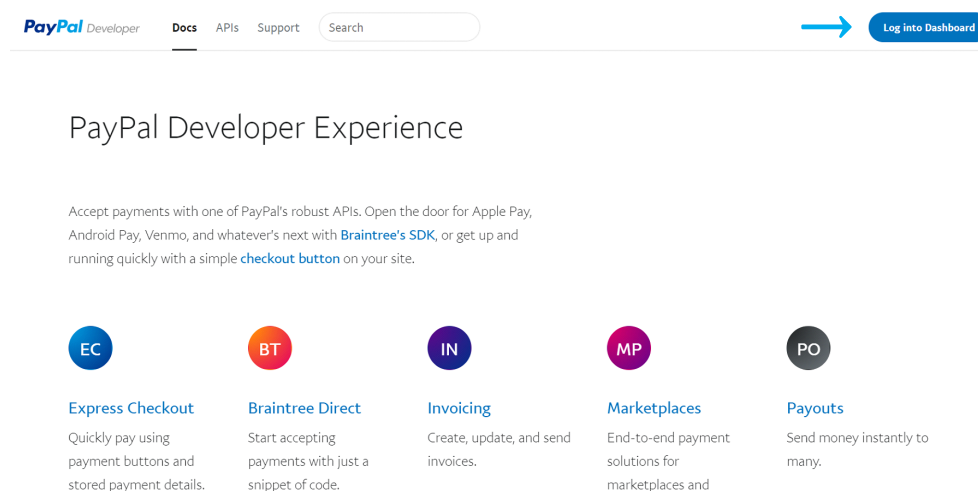 PayPal Developer Docs APIs Support Search Log into Dashboard
PayPal Developer Experience
Accept payments with one of PayPal's robust APIs. Open the door for Apple Pay,
Android Pay, Venmo, and whatever's next with Braintree's SDK, or get up and
running quickly with a simple checkout button on your site.
EC
BT
IN
MP
PO
Express Checkout
Quickly pay using
payment buttons and
stored payment details.
Braintree Direct
Start accepting
payments with just a
snippet of code.
Invoicing
Create, update, and send
invoices.
Marketplaces
End-to-end payment
solutions for
marketplaces and
Payouts
Send money instantly to
many.